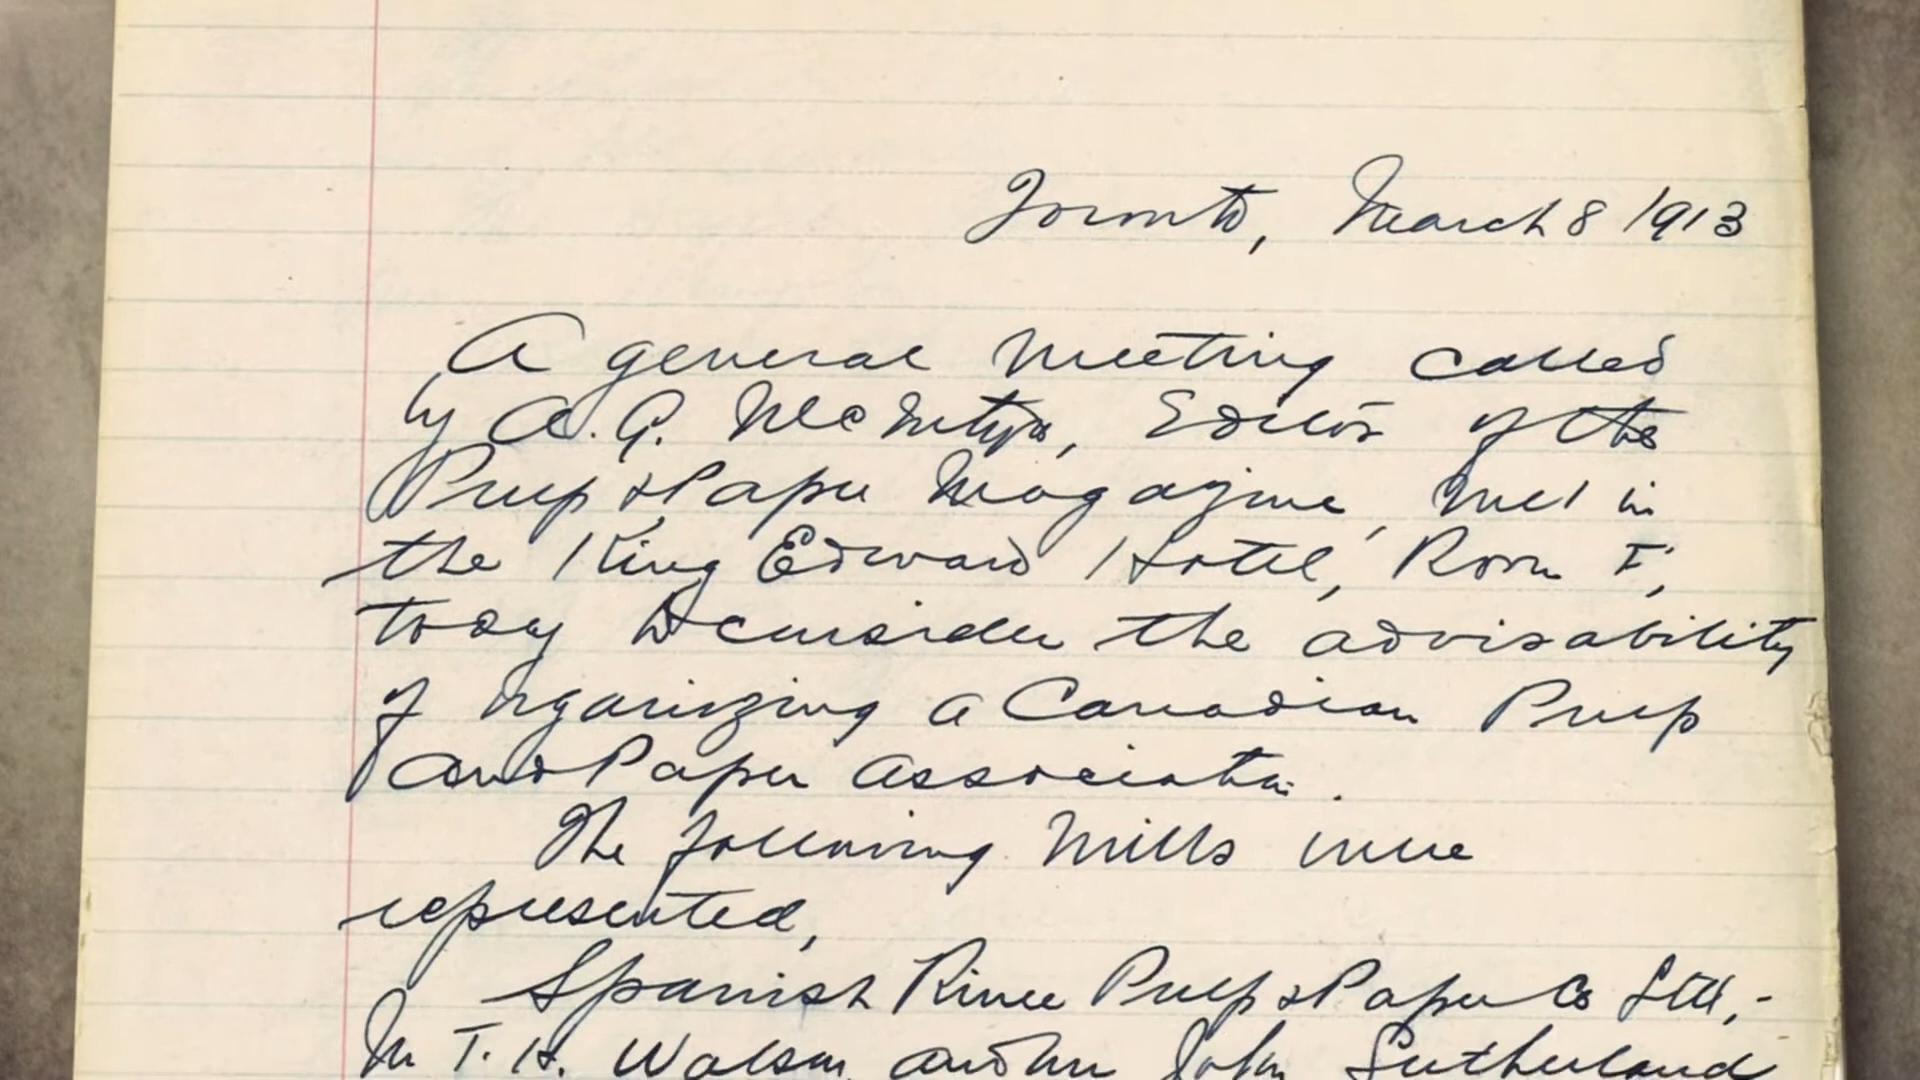 Toronto, March 8 1913
A general meeting called
by A. G. McIntyre, Editor of the
Pulp & Paper Magazine, met in
the King Edward Hotel, Room F,
today to consider the advisability
of organizing a Canadian Pulp
and Paper Association.
The following Mills were
represented,
Spanish River Pulp & Paper Co Ltd, -
Mr T. H. Watson and Mr John Sutherland